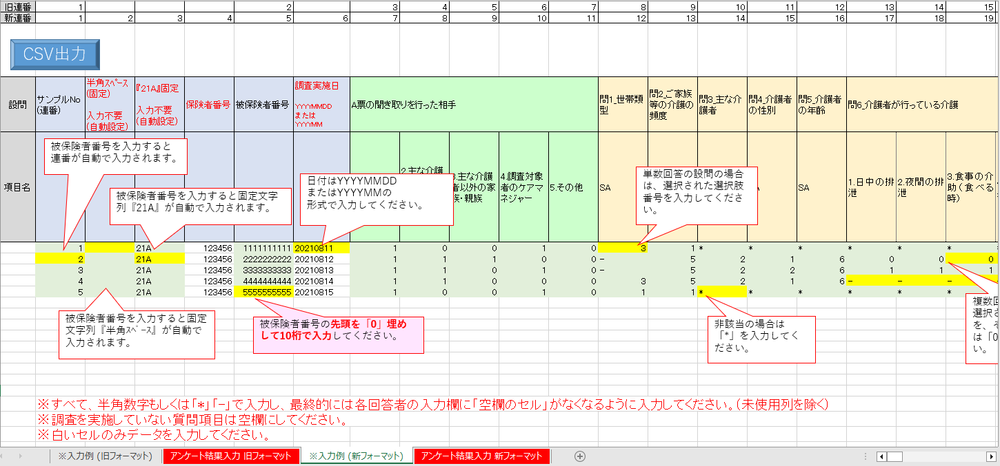 旧連番 1 2 3 4 5 6 7 8 9 10 11 12 13 14 15
新連番 1 2 3 4 5 6 7 8 9 10 11 12 13 14 15 16 17 18 19
CSV出力
設問
サンプルNo
(連番)
半角ｽﾍﾟｰｽ
(固定)
入力不要
(自動設定)
『21A』固定
入力不要
(自動設定)
保険者番号
被保険者番号
調査実施日
YYYYMMDD
または
YYYYMM
A票の聞き取りを行った相手
問1_世帯類
型
問2_ご家族
等の介護の
頻度
問3_主な介
護者
問4_介護者
の性別
問5_介護者
の年齢
問6_介護者が行っている介護
項目名
被保険者番号を入力すると
連番が自動で入力されます。
被保険者番号を入力すると固定文字
列『21A』が自動で入力されます。
日付はYYYYMMDD
またはYYYYMMの
形式で入力してください。
2.主な介護
3.主な介護
者以外の家
族・親族
4.調査対象
者のケアマ
ネジャー
5.その他
SA
単数回答の設問の場合
は、選択された選択肢
番号を入力してくださ
い。
SA
1.日中の排
泄
2.夜間の排
泄
3.食事の介
助（食べる
時）
1 21A 123456 1111111111 20210811 1 0 0 1 0 3 1 * * * * * *
2 21A 123456 2222222222 20210812 1 1 1 0 0 － 5 2 1 6 0 0 0
3 21A 123456 3333333333 20210813 1 1 0 0 0 － 5 2 2 6 1 1 1
4 21A 123456 4444444444 20210814 1 1 0 0 0 3 5 2 1 6 － － －
5 21A 123456 5555555555 20210815 1 0 0 1 0 1 1 * * * * * *
被保険者番号を入力すると固定
文字列『半角ｽﾍﾟｰｽ』が自動で
入力されます。
被保険者番号の先頭を「0」埋め
して10桁で入力してください。
非該当の場合は
「*」を入力してく
ださい。
複数回
選択さ
を、そ
は「0
い。
※すべて、半角数字もしくは「*」「－」で入力し、最終的には各回答者の入力欄に「空欄のセル」がなくなるように入力してください。（未使用列を除く）
※調査を実施していない質問項目は空欄にしてください。
※白いセルのみデータを入力してください。
※入力例 (旧フォーマット) アンケート結果入力 旧フォーマット ※入力例 (新フォーマット) アンケート結果入力 新フォーマット